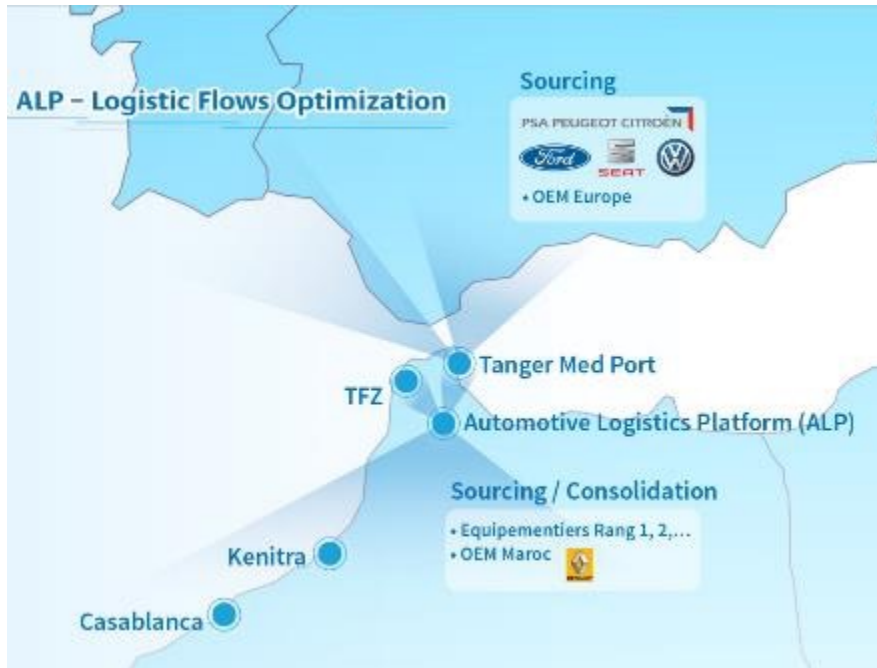 ALP – Logistic Flows Optimization
Sourcing
PSA PEUGEOT CITROËN
Ford
SEAT
• OEM Europe
Tanger Med Port
TFZ
Automotive Logistics Platform (ALP)
Sourcing / Consolidation
• Equipementiers Rang 1, 2,...
• OEM Maroc
Kenitra
Casablanca